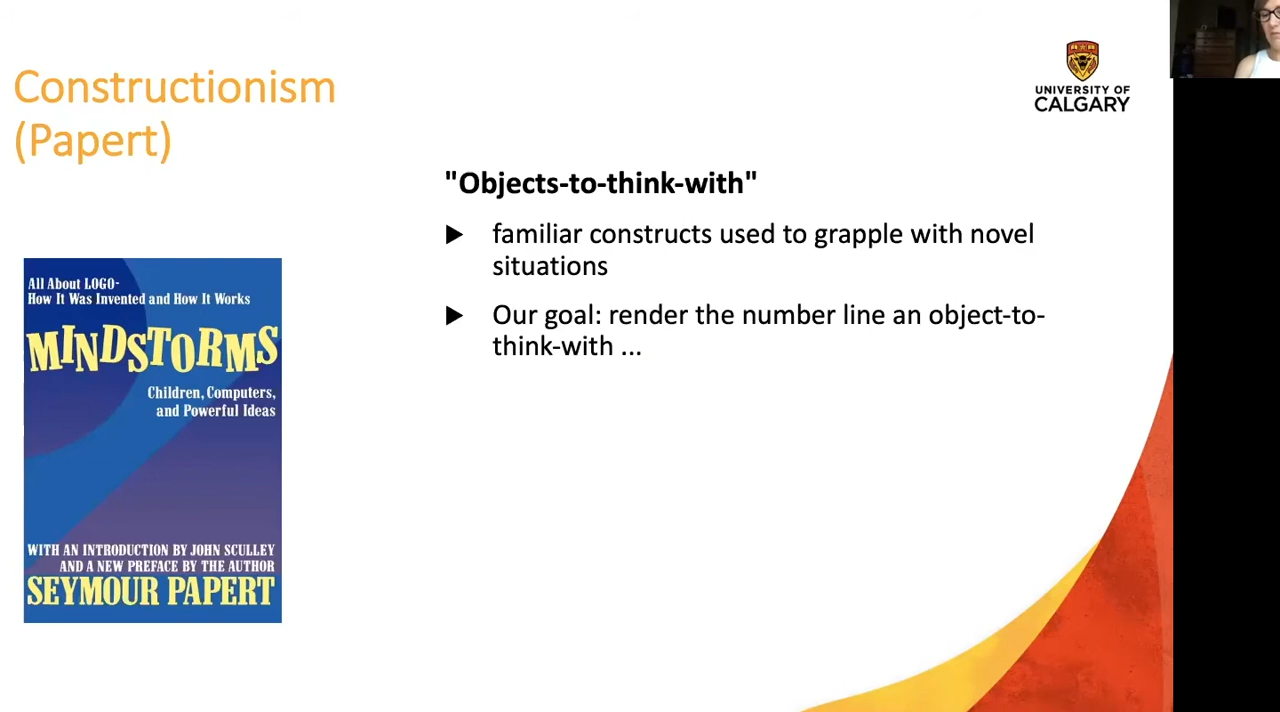 Constructionism
(Papert)
UNIVERSITY OF
CALGARY
"Objects-to-think-with"
▶ familiar constructs used to grapple with novel
situations
▶ Our goal: render the number line an object-to-
think-with ...
All About LOGO-
How It Was Invented and How It Works
MINDSTORMS
Children, Computers,
and Powerful Ideas
WITH AN INTRODUCTION BY JOHN SCULLEY
AND A NEW PREFACE BY THE AUTHOR
SEYMOUR PAPERT